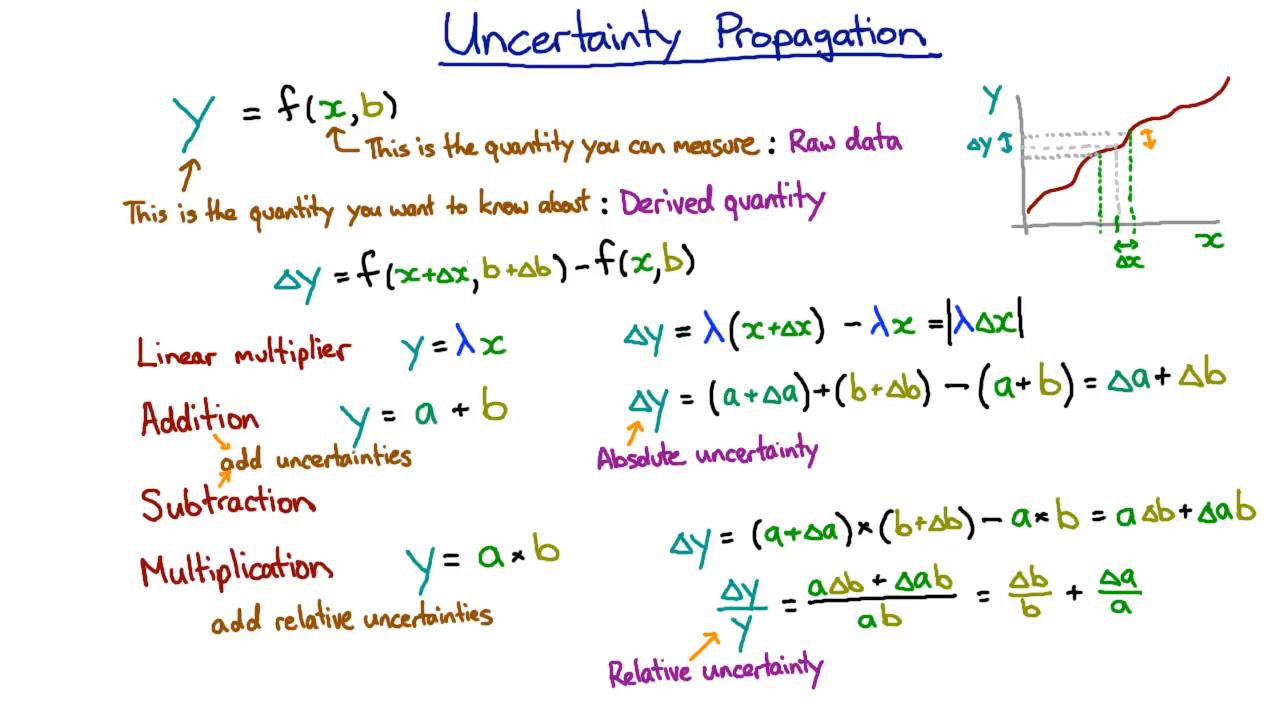 Uncertainty Propagation
Y = f(x,b)
This is the quantity you can measure : Raw data
This is the quantity you want to know about : Derived quantity
Y
ΔY
x
Δx
Δy = f(x+Δx, b+Δb) - f(x,b)
Linear multiplier y = λx Δy = λ(x+Δx) - λx = |λΔx|
Addition y = a + b Δy = (a+Δa)+(b+Δb) - (a+b) = Δa + Δb
add uncertainties
Absolute uncertainty
Subtraction
Multiplication y = a * b Δy = (a+Δa)*(b+Δb) - a*b = aΔb + Δab
add relative uncertainties
Δy/y = (aΔb + Δab)/ab = Δb/b + Δa/a
Relative uncertainty